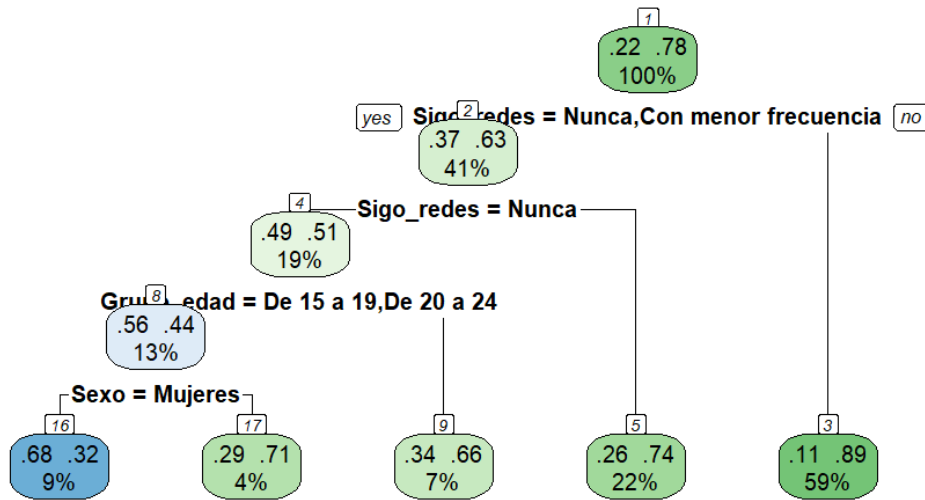 1
.22 .78
100%
yes Sigo_redes = Nunca,Con menor frecuencia no
2
.37 .63
41%
Sigo_redes = Nunca
4
.49 .51
19%
Grupo_edad = De 15 a 19,De 20 a 24
8
.56 .44
13%
Sexo = Mujeres
16 17 9 5 3
.68 .32 .29 .71 .34 .66 .26 .74 .11 .89
9% 4% 7% 22% 59%